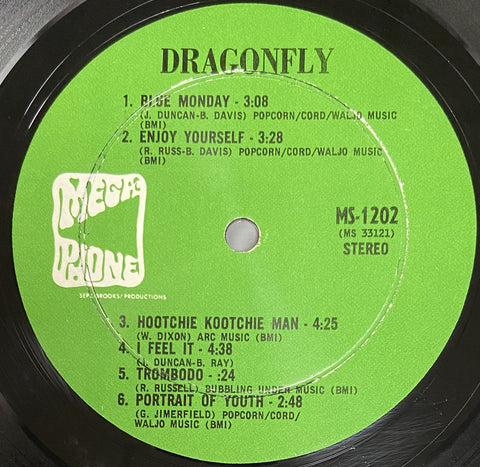 DRAGONFLY
1. BLUE MONDAY - 3:08
(J. DUNCAN-B. DAVIS) POPCORN/CORD/WALJO MUSIC
(BMI)
2. ENJOY YOURSELF - 3:28
(R. RUSS-B. DAVIS) POPCORN/CORD/WALJO MUSIC
(BMI)
MEGA
PHONE
PRODUCTIONS
MS-1202
(MS 33121)
STEREO
3. HOOTCHIE KOOTCHIE MAN - 4:25
(W. DIXON) ARC MUSIC (BMI)
4. I FEEL IT - 4:38
(J. DUNCAN-B. RAY)
5. TROMBODO - :24
(R. RUSSELL) BUBBLING UNDER MUSIC (BMI)
6. PORTRAIT OF YOUTH - 2:48
(G. JIMERFIELD) POPCORN/CORD/
WALJO MUSIC (BMI)